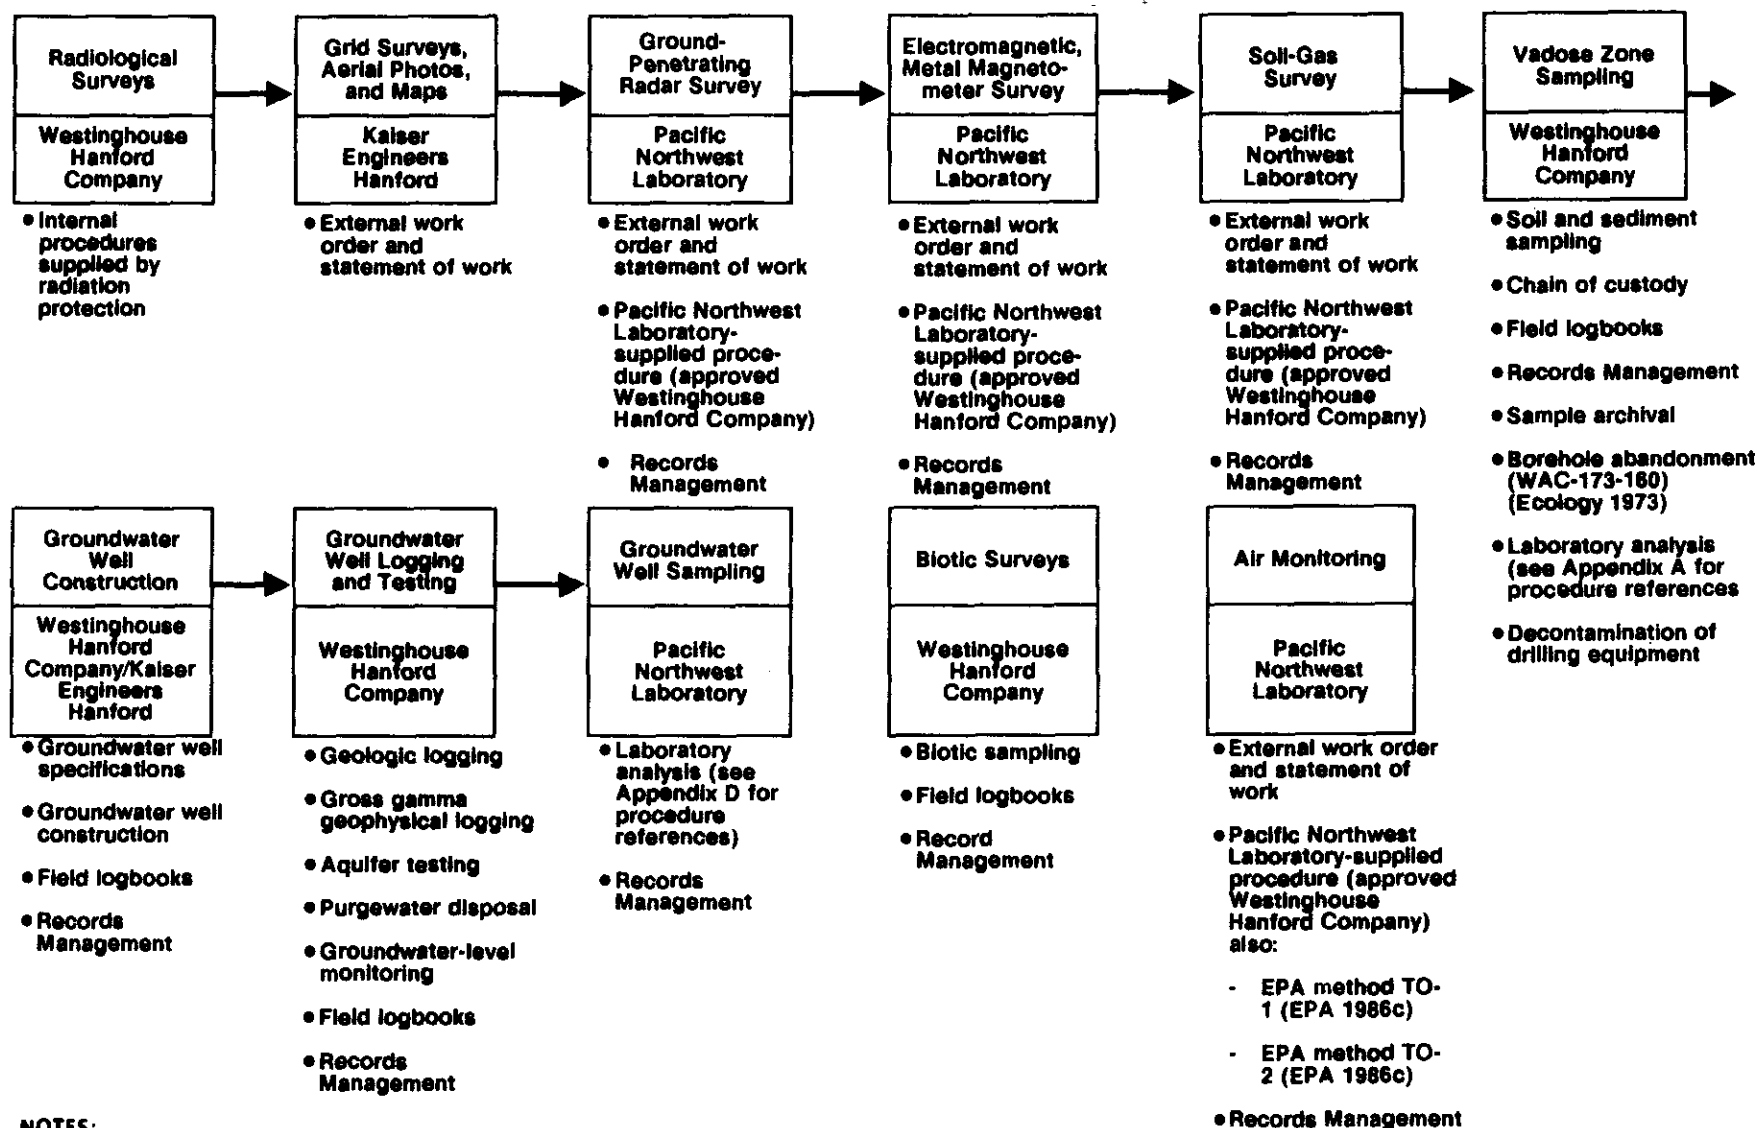 Radiological
Surveys
Westinghouse
Hanford
Company
• Internal
procedures
supplied by
radiation
protection
Grid Surveys,
Aerial Photos,
and Maps
Kaiser
Engineers
Hanford
• External work
order and
statement of work
Ground-
Penetrating
Radar Survey
Pacific
Northwest
Laboratory
• External work
order and
statement of work
• Pacific Northwest
Laboratory-
supplied proce-
dure (approved
Westinghouse
Hanford Company)
• Records
Management
Electromagnetic,
Metal Magneto-
meter Survey
Pacific
Northwest
Laboratory
• External work
order and
statement of work
• Pacific Northwest
Laboratory-
supplied proce-
dure (approved
Westinghouse
Hanford Company)
• Records
Management
Soil-Gas
Survey
Pacific
Northwest
Laboratory
• External work
order and
statement of work
• Pacific Northwest
Laboratory-
supplied proce-
dure (approved
Westinghouse
Hanford Company)
• Records
Management
Vadose Zone
Sampling
Westinghouse
Hanford
Company
• Soil and sediment
sampling
• Chain of custody
• Field logbooks
• Records Management
• Sample archival
• Borehole abandonment
(WAC-173-160)
(Ecology 1973)
• Laboratory analysis
(see Appendix A for
procedure references
• Decontamination of
drilling equipment
Groundwater
Well
Construction
Westinghouse
Hanford
Company/Kaiser
Engineers
Hanford
• Groundwater well
specifications
• Groundwater well
construction
• Field logbooks
• Records
Management
Groundwater
Well Logging
and Testing
Westinghouse
Hanford
Company
• Geologic logging
• Gross gamma
geophysical logging
• Aquifer testing
• Purgewater disposal
• Groundwater-level
monitoring
• Field logbooks
• Records
Management
Groundwater
Well Sampling
Pacific
Northwest
Laboratory
• Laboratory
analysis (see
Appendix D for
procedure
references)
• Records
Management
Biotic Surveys
Westinghouse
Hanford
Company
• Biotic sampling
• Field logbooks
• Record
Management
Air Monitoring
Pacific
Northwest
Laboratory
• External work order
and statement of
work
• Pacific Northwest
Laboratory-supplied
procedure (approved
Westinghouse
Hanford Company)
also:
- EPA method TO-
1 (EPA 1986c)
- EPA method TO-
2 (EPA 1986c)
• Records Management
NOTES: